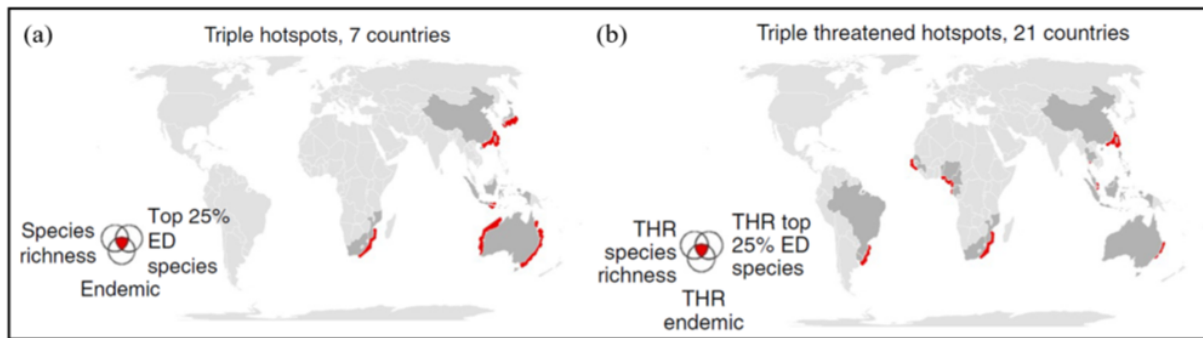 (a)
Triple hotspots, 7 countries
Species
richness
Top 25%
ED
species
Endemic
(b)
Triple threatened hotspots, 21 countries
THR
species
richness
THR top
25% ED
species
THR
endemic